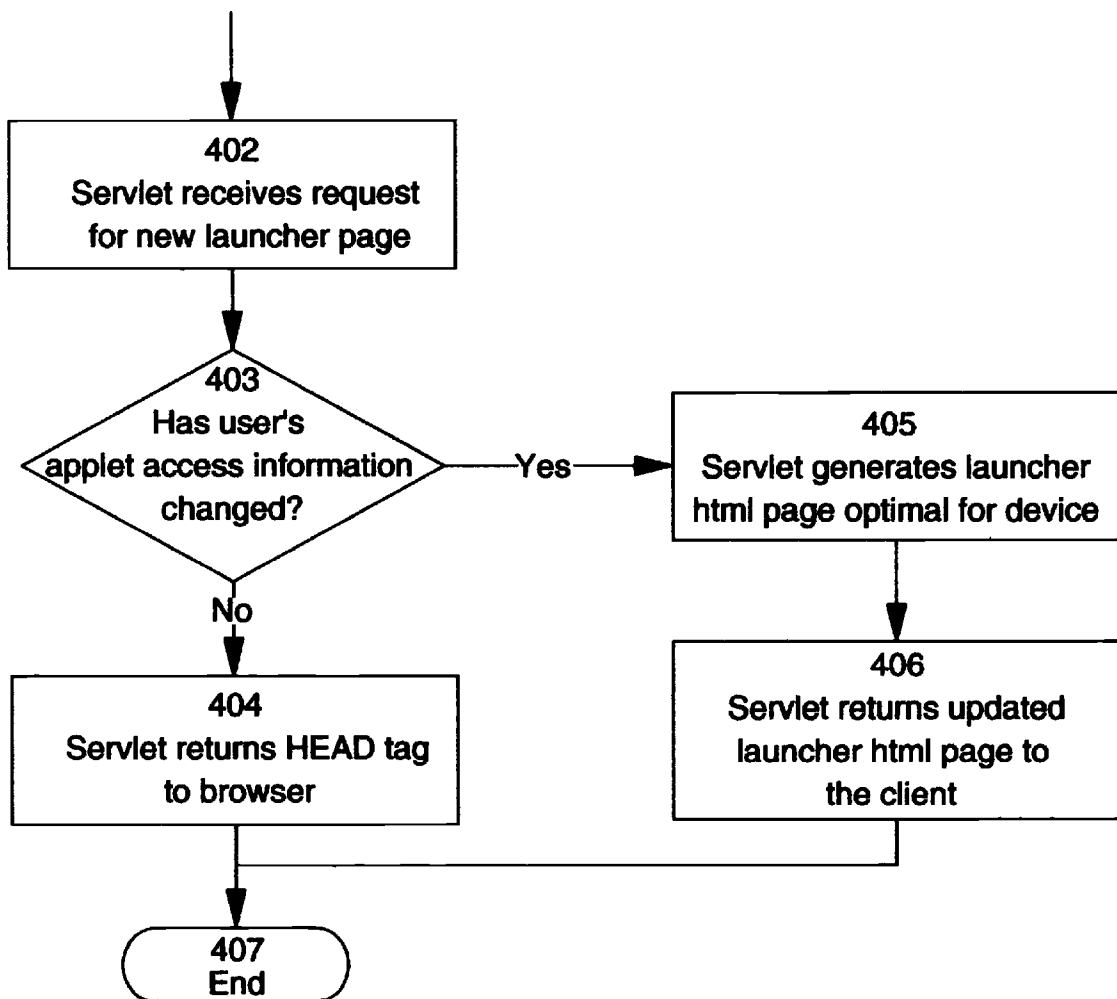 402
Servlet receives request
for new launcher page
403
Has user's
applet access information
changed?
Yes
405
Servlet generates launcher
html page optimal for device
No
404
Servlet returns HEAD tag
to browser
406
Servlet returns updated
launcher html page to
the client
407
End